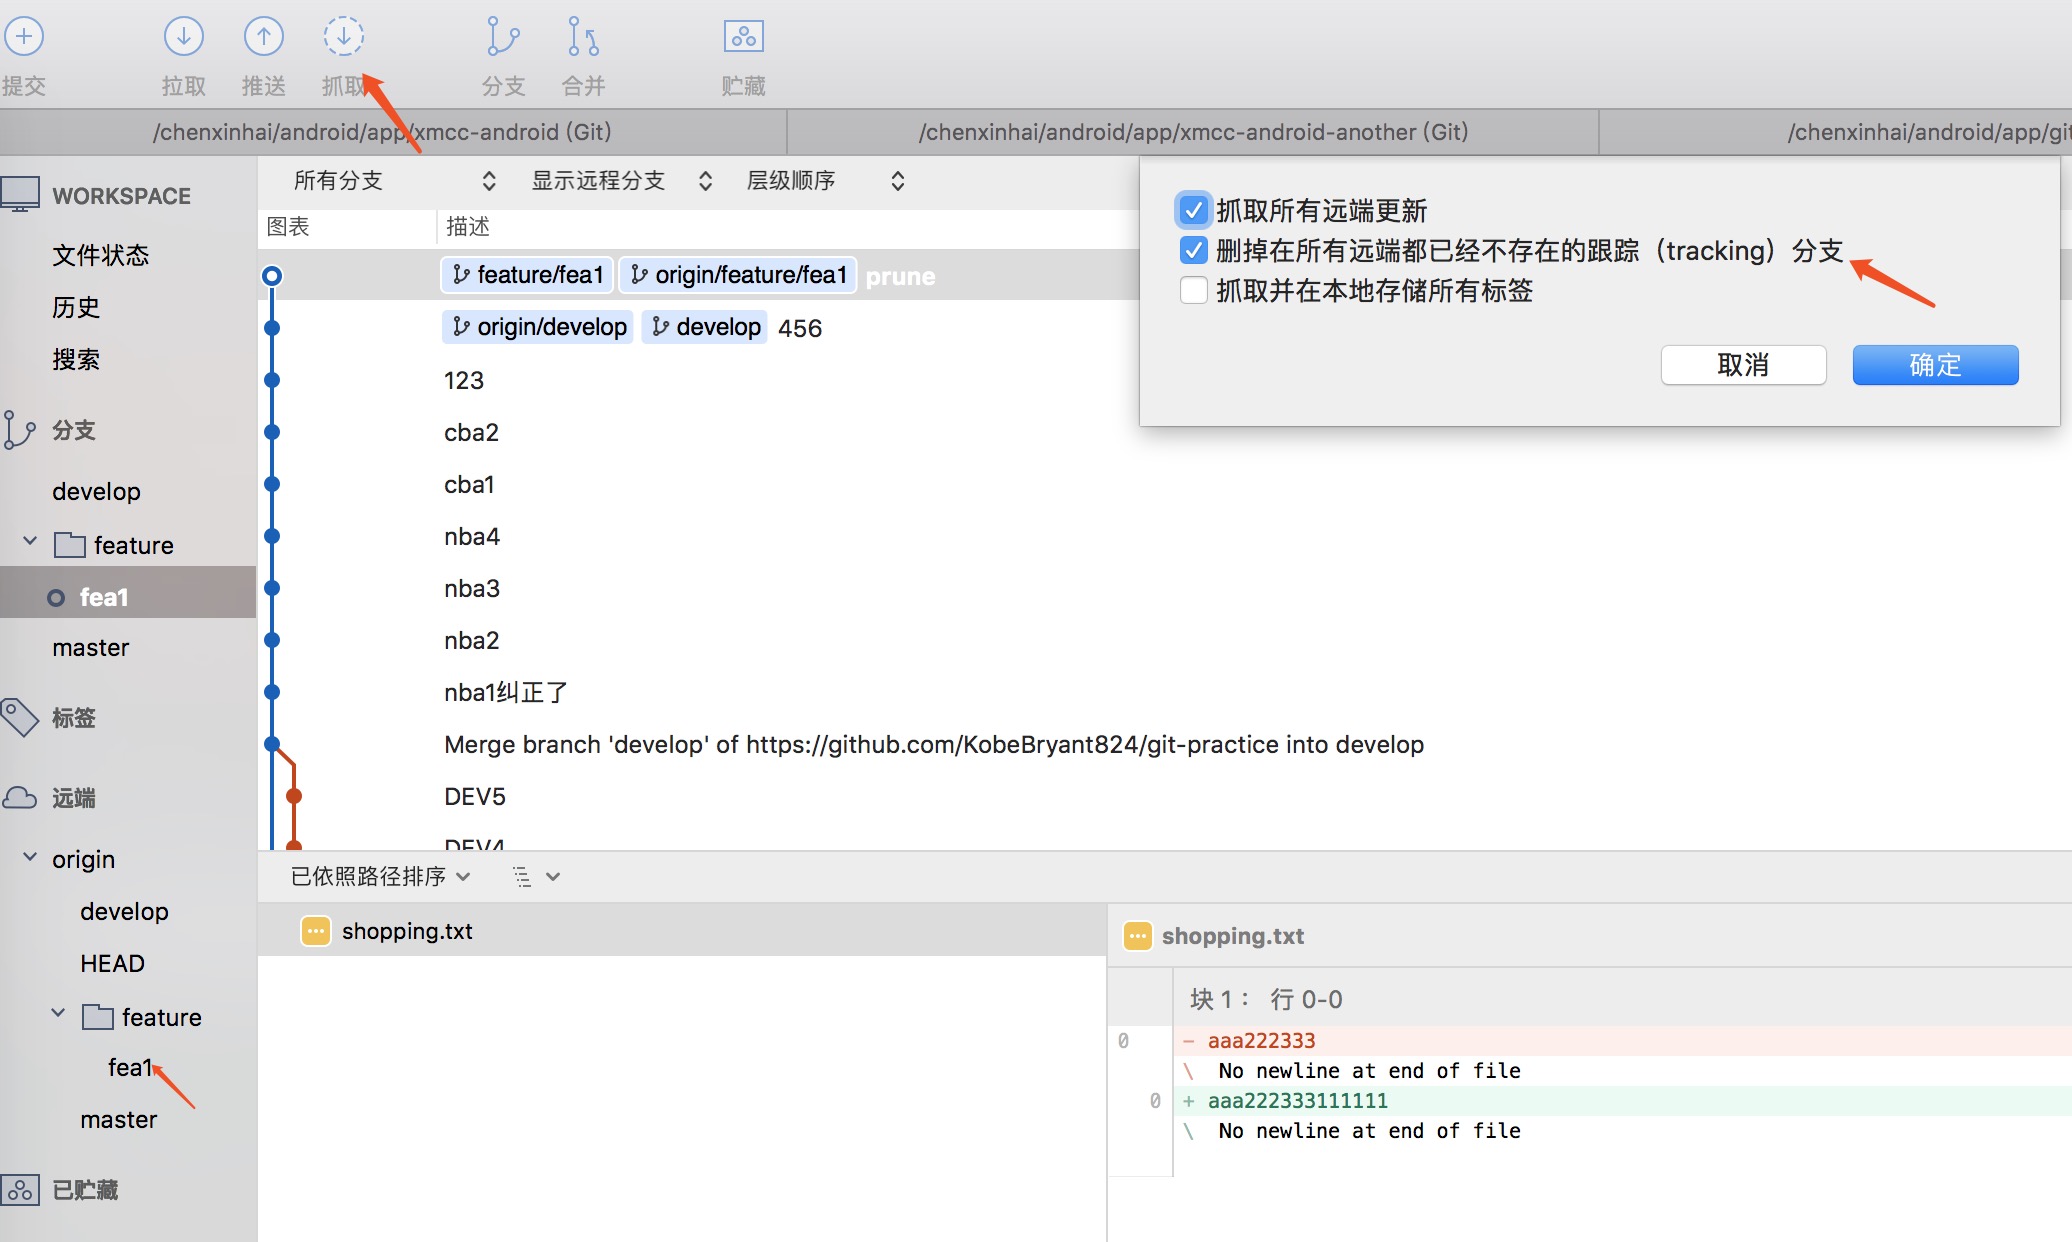 提交 拉取 推送 抓取 分支 合并 贮藏
/chenxinhai/android/app/xmcc-android (Git) /chenxinhai/android/app/xmcc-android-another (Git) /chenxinhai/android/app/git
WORKSPACE
文件状态
历史
搜索
分支
develop
feature
fea1
master
标签
远端
origin
develop
HEAD
feature
fea1
master
已贮藏
所有分支 显示远程分支 层级顺序
图表 描述
feature/fea1 origin/feature/fea1 prune
origin/develop develop 456
123
cba2
cba1
nba4
nba3
nba2
nba1纠正了
Merge branch 'develop' of https://github.com/KobeBryant824/git-practice into develop
DEV5
DEV4
抓取所有远端更新
删掉在所有远端都已经不存在的跟踪（tracking）分支
抓取并在本地存储所有标签
取消 确定
已依照路径排序
shopping.txt
shopping.txt
块 1： 行 0-0
0 - aaa222333
\ No newline at end of file
0 + aaa222333111111
\ No newline at end of file